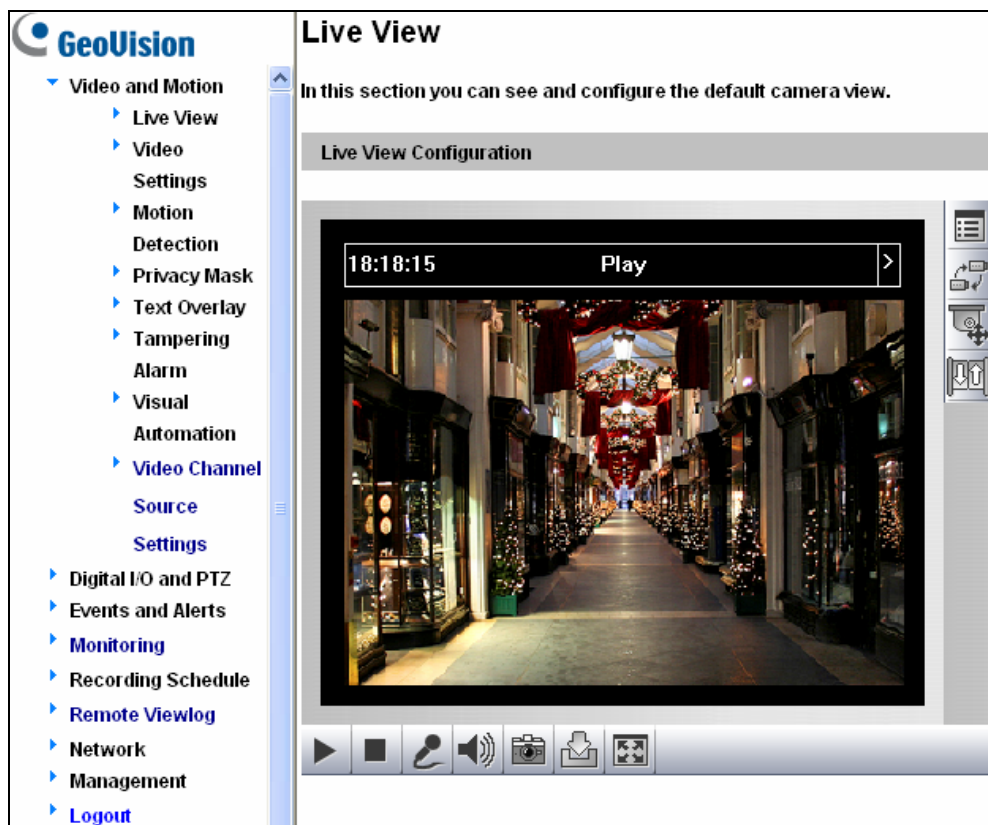 GeoVision
Video and Motion
Live View
Video
Settings
Motion
Detection
Privacy Mask
Text Overlay
Tampering
Alarm
Visual
Automation
Video Channel
Source
Settings
Digital I/O and PTZ
Events and Alerts
Monitoring
Recording Schedule
Remote Viewlog
Network
Management
Logout
Live View
In this section you can see and configure the default camera view.
Live View Configuration
18:18:15 Play >